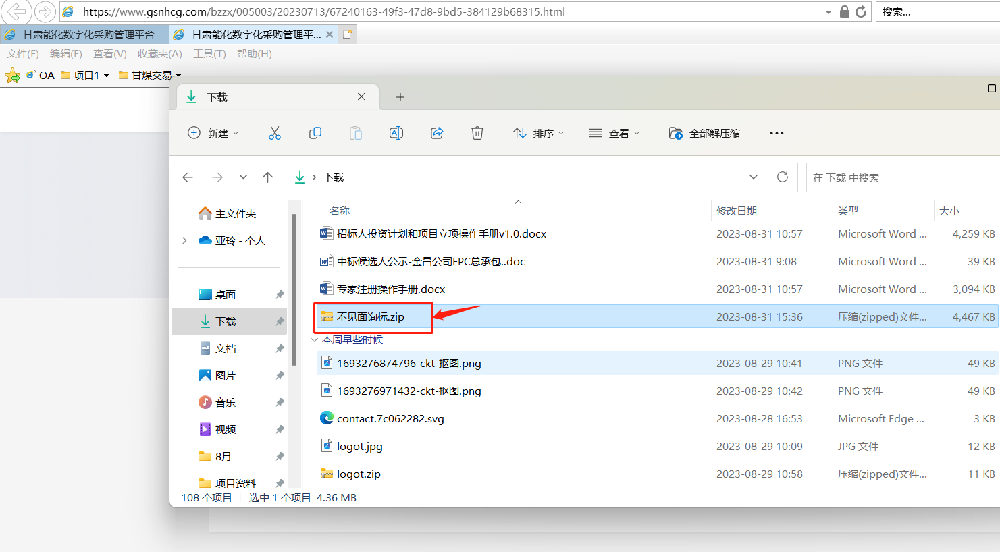 https://www.gsnhcg.com/bzzx/005003/20230713/67240163-49f3-47d8-9bd5-384129b68315.html
搜索...
甘肃能化数字化采购管理平台
甘肃能化数字化采购管理平...
文件(F) 编辑(E) 查看(V) 收藏夹(A) 工具(T) 帮助(H)
OA 项目1 甘煤交易
下载
新建 排序 查看 全部解压缩
下载
在 下载 中搜索
主文件夹
亚玲 - 个人
桌面
下载
文档
图片
音乐
视频
8月
项目资料
名称 修改日期 类型 大小
招标人投资计划和项目立项操作手册v1.0.docx 2023-08-31 10:57 Microsoft Word ... 4,259 KB
中标候选人公示-金昌公司EPC总承包..doc 2023-08-31 9:08 Microsoft Word ... 39 KB
专家注册操作手册.docx 2023-08-31 10:57 Microsoft Word ... 3,094 KB
不见面询标.zip 2023-08-31 15:36 压缩(zipped)文件... 4,467 KB
本周早些时候
1693276874796-ckt-抠图.png 2023-08-29 10:41 PNG 文件 49 KB
1693276971432-ckt-抠图.png 2023-08-29 10:42 PNG 文件 49 KB
contact.7c062282.svg 2023-08-28 16:53 Microsoft Edge ... 3 KB
logot.jpg 2023-08-29 10:09 JPG 文件 12 KB
logot.zip 2023-08-29 10:58 压缩(zipped)文件... 11 KB
108 个项目 选中 1 个项目 4.36 MB